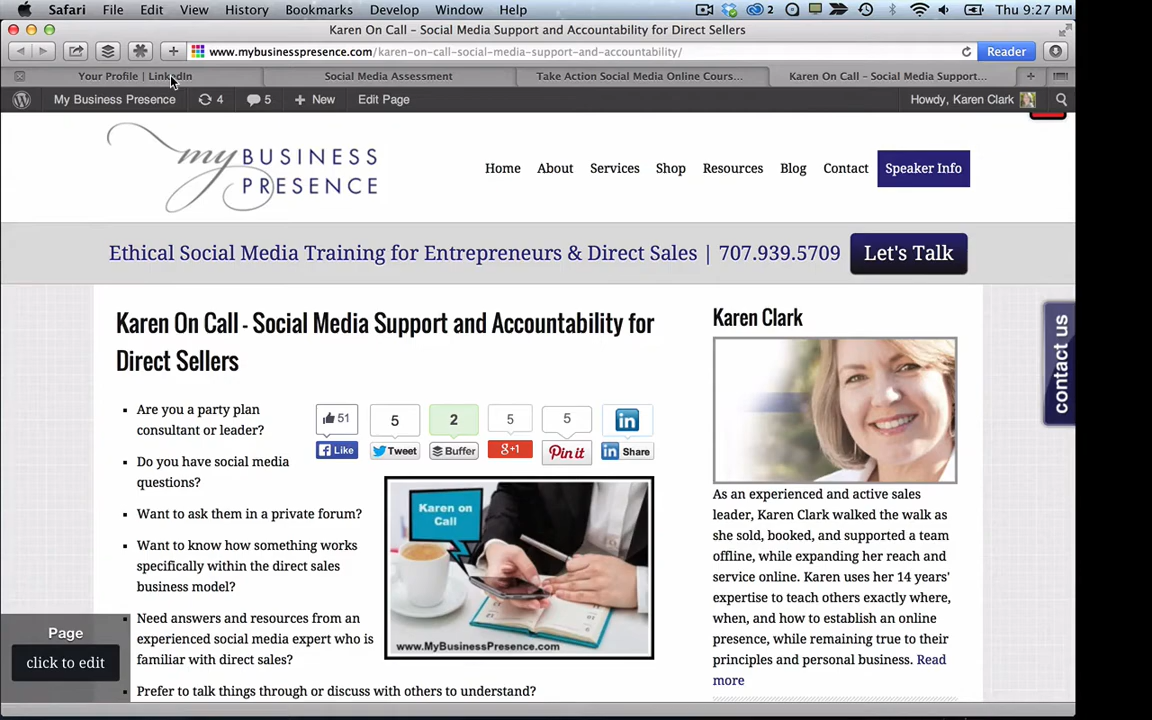 Safari File Edit View History Bookmarks Develop Window Help 2 Thu 9:27 PM
Karen On Call – Social Media Support and Accountability for Direct Sellers
www.mybusinesspresence.com/karen-on-call-social-media-support-and-accountability/ Reader
Your Profile | LinkedIn Social Media Assessment Take Action Social Media Online Cours... Karen On Call – Social Media Support...
My Business Presence 4 5 + New Edit Page Howdy, Karen Clark
my BUSINESS
PRESENCE
Home About Services Shop Resources Blog Contact Speaker Info
Ethical Social Media Training for Entrepreneurs & Direct Sales | 707.939.5709 Let's Talk
Karen On Call - Social Media Support and Accountability for
Direct Sellers
Karen Clark
▪ Are you a party plan
consultant or leader?
51 5 2 5 5 in
Like Tweet Buffer g+1 Pin it in Share
▪ Do you have social media
questions?
▪ Want to ask them in a private forum?
▪ Want to know how something works
specifically within the direct sales
business model?
▪ Need answers and resources from an
experienced social media expert who is
familiar with direct sales?
▪ Prefer to talk things through or discuss with others to understand?
Karen on
Call
www.MyBusinessPresence.com
As an experienced and active sales
leader, Karen Clark walked the walk as
she sold, booked, and supported a team
offline, while expanding her reach and
service online. Karen uses her 14 years'
expertise to teach others exactly where,
when, and how to establish an online
presence, while remaining true to their
principles and personal business. Read
more
contact us
Page
click to edit